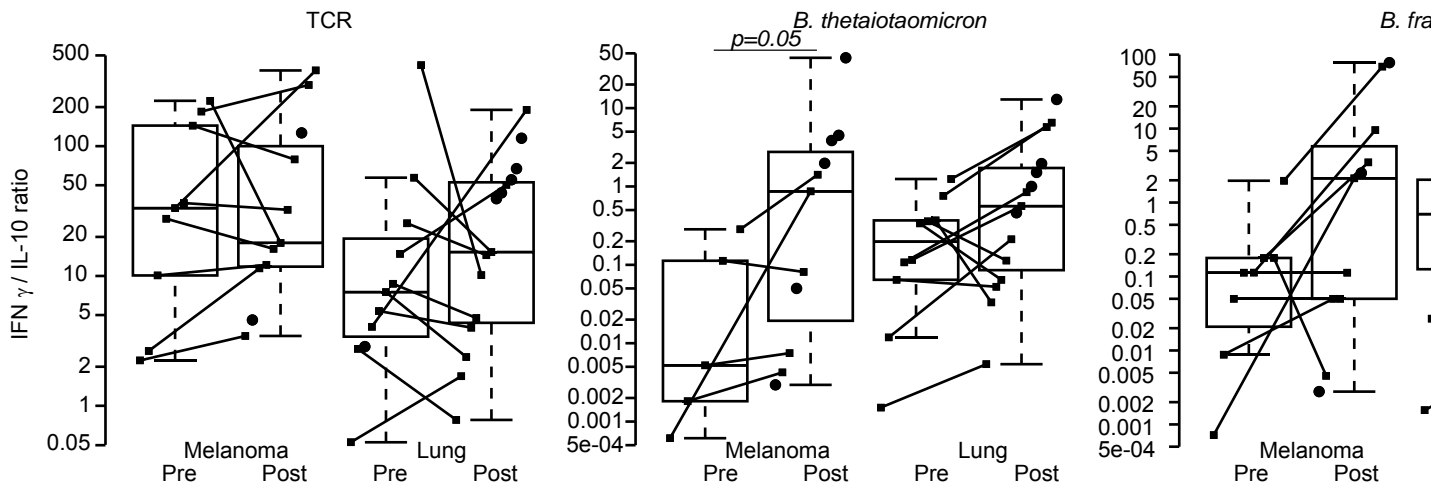 TCR
IFN γ / IL-10 ratio
500
200
100
50
20
10
5
2
1
0.05
Melanoma
Pre
Post
Lung
Pre
Post
B. thetaiotaomicron
p=0.05
50
20
10
5
2
1
0.5
0.2
0.1
0.05
0.02
0.01
0.005
0.002
0.001
5e-04
Melanoma
Pre
Post
Lung
Pre
Post
B. fra
100
50
20
10
5
2
1
0.5
0.2
0.1
0.05
0.02
0.01
0.005
0.002
0.001
5e-04
Melanoma
Pre
Post